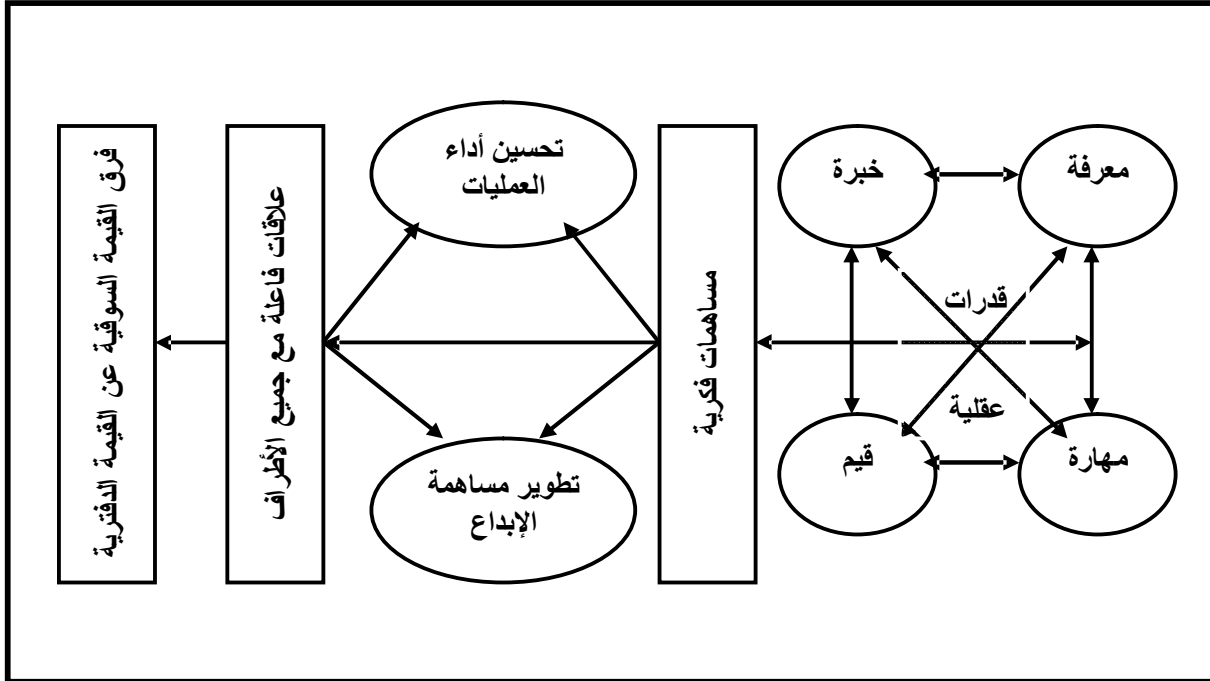 معرفة
خبرة
قدرات
عقلية
مهارة
قيم
مساهمات فكرية
تحسين أداء
العمليات
تطوير مساهمة
الإبداع
علاقات فاعلة مع جميع الأطراف
فرق القيمة السوقية عن القيمة الدفترية